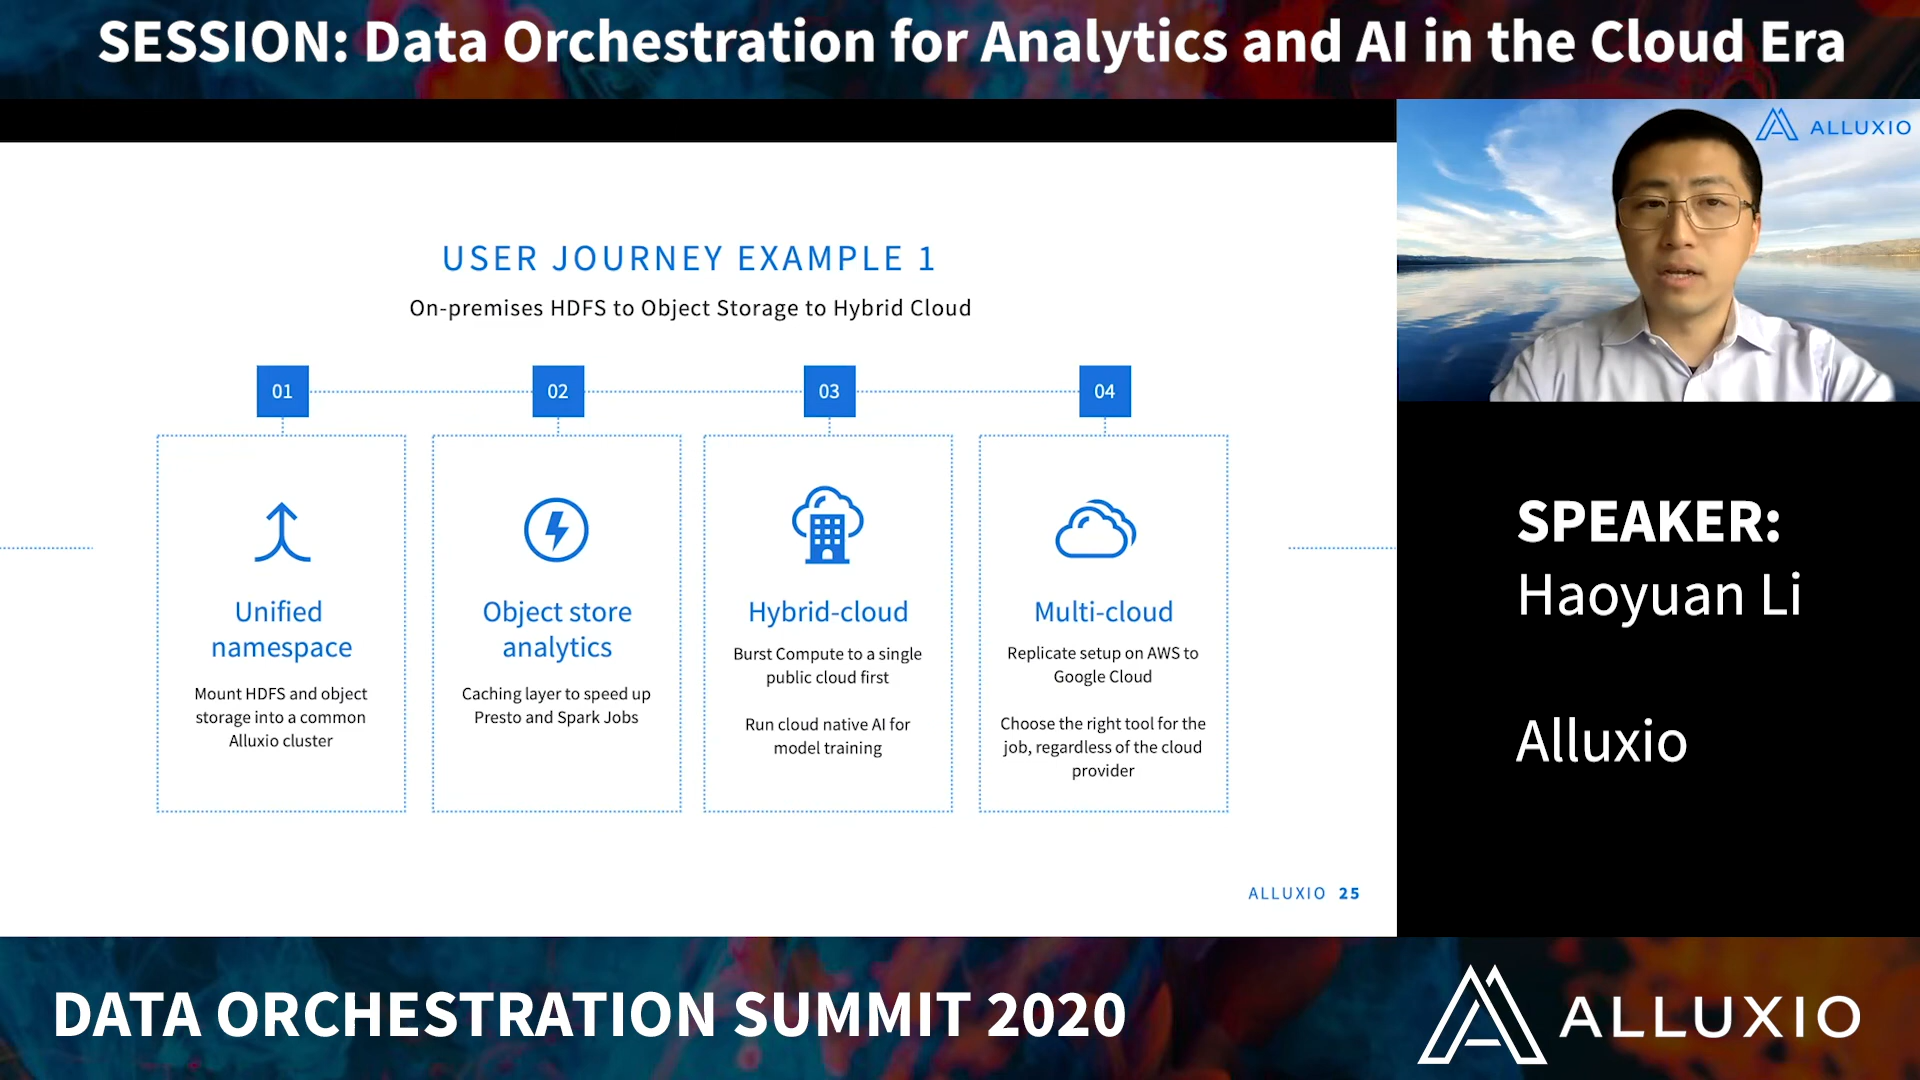 SESSION: Data Orchestration for Analytics and AI in the Cloud Era
ALLUXIO
USER JOURNEY EXAMPLE 1
On-premises HDFS to Object Storage to Hybrid Cloud
01
02
03
04
Unified
namespace
Mount HDFS and object
storage into a common
Alluxio cluster
Object store
analytics
Caching layer to speed up
Presto and Spark Jobs
Hybrid-cloud
Burst Compute to a single
public cloud first
Run cloud native AI for
model training
Multi-cloud
Replicate setup on AWS to
Google Cloud
Choose the right tool for the
job, regardless of the cloud
provider
ALLUXIO 25
SPEAKER:
Haoyuan Li
Alluxio
DATA ORCHESTRATION SUMMIT 2020
ALLUXIO